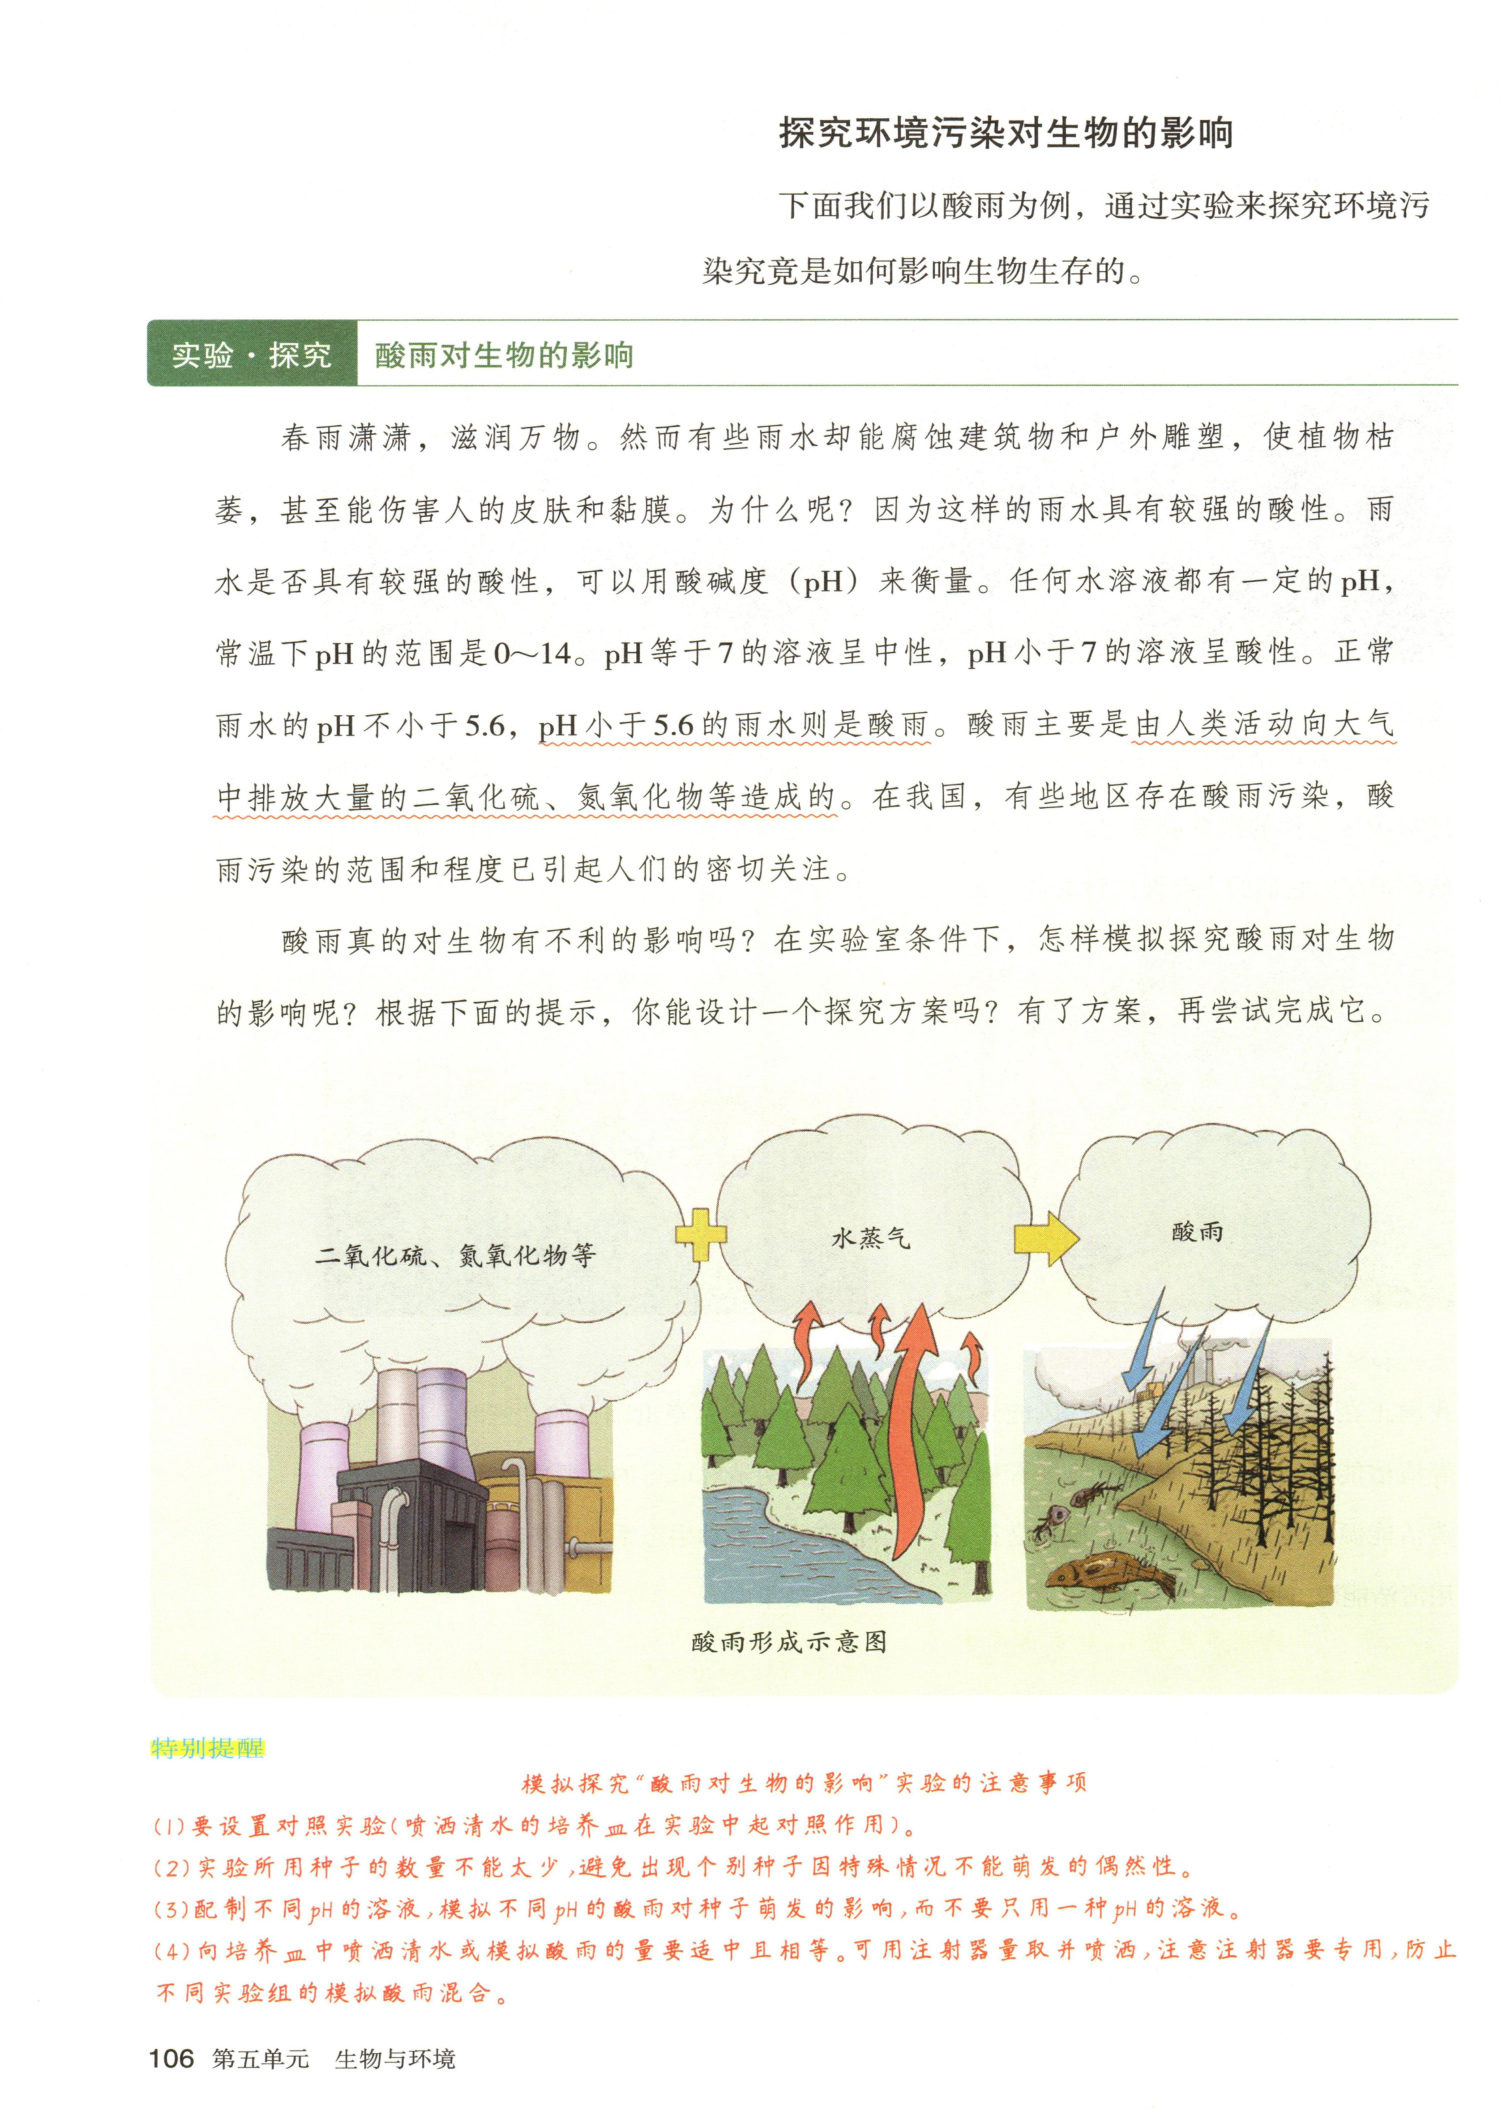 探究环境污染对生物的影响
下面我们以酸雨为例，通过实验来探究环境污
染究竟是如何影响生物生存的。
实验·探究 酸雨对生物的影响
春雨潇潇，滋润万物。然而有些雨水却能腐蚀建筑物和户外雕塑，使植物枯
萎，甚至能伤害人的皮肤和黏膜。为什么呢？因为这样的雨水具有较强的酸性。雨
水是否具有较强的酸性，可以用酸碱度（pH）来衡量。任何水溶液都有一定的pH，
常温下pH的范围是0～14。pH等于7的溶液呈中性，pH小于7的溶液呈酸性。正常
雨水的pH不小于5.6，pH小于5.6的雨水则是酸雨。酸雨主要是由人类活动向大气
中排放大量的二氧化硫、氮氧化物等造成的。在我国，有些地区存在酸雨污染，酸
雨污染的范围和程度已引起人们的密切关注。
酸雨真的对生物有不利的影响吗？在实验室条件下，怎样模拟探究酸雨对生物
的影响呢？根据下面的提示，你能设计一个探究方案吗？有了方案，再尝试完成它。
二氧化硫、氮氧化物等
水蒸气
酸雨
酸雨形成示意图
特别提醒
模拟探究“酸雨对生物的影响”实验的注意事项
(1)要设置对照实验(喷洒清水的培养皿在实验中起对照作用)。
(2)实验所用种子的数量不能太少,避免出现个别种子因特殊情况不能萌发的偶然性。
(3)配制不同pH的溶液,模拟不同pH的酸雨对种子萌发的影响,而不要只用一种pH的溶液。
(4)向培养皿中喷洒清水或模拟酸雨的量要适中且相等。可用注射器量取并喷洒,注意注射器要专用,防止
不同实验组的模拟酸雨混合。
106 第五单元 生物与环境